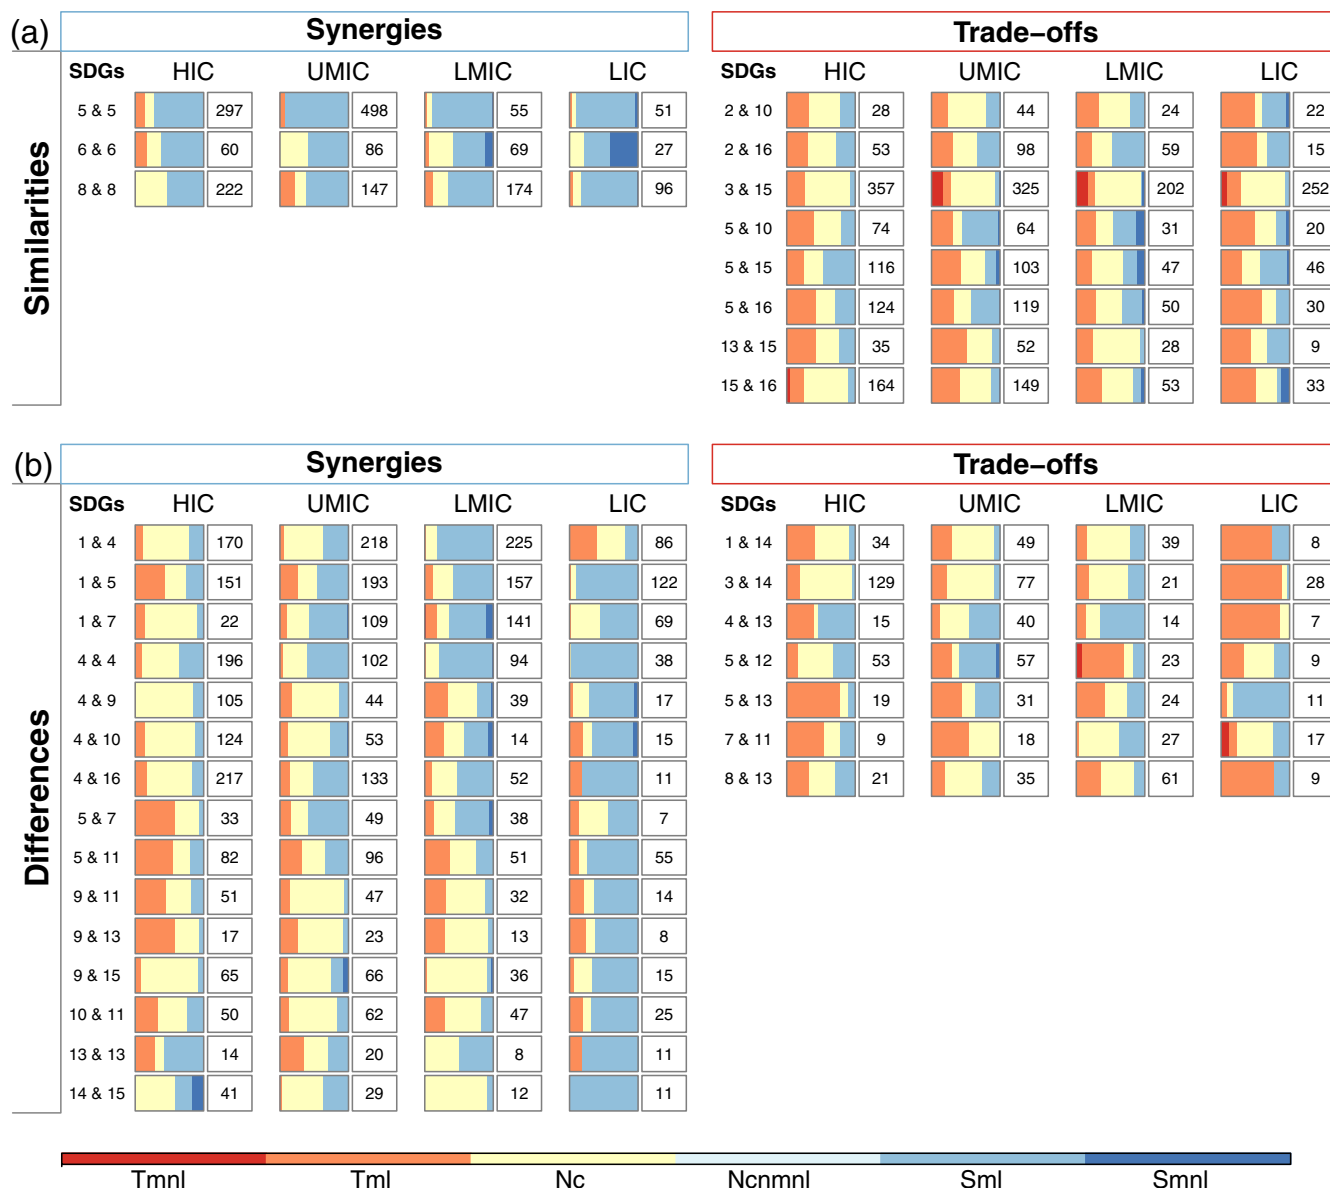 (a)
Synergies
Trade–offs
Similarities
SDGs HIC UMIC LMIC LIC SDGs HIC UMIC LMIC LIC
5 & 5 297 498 55 51 2 & 10 28 44 24 22
6 & 6 60 86 69 27 2 & 16 53 98 59 15
8 & 8 222 147 174 96 3 & 15 357 325 202 252
5 & 10 74 64 31 20
5 & 15 116 103 47 46
5 & 16 124 119 50 30
13 & 15 35 52 28 9
15 & 16 164 149 53 33
(b)
Synergies
Trade–offs
Differences
SDGs HIC UMIC LMIC LIC SDGs HIC UMIC LMIC LIC
1 & 4 170 218 225 86 1 & 14 34 49 39 8
1 & 5 151 193 157 122 3 & 14 129 77 21 28
1 & 7 22 109 141 69 4 & 13 15 40 14 7
4 & 4 196 102 94 38 5 & 12 53 57 23 9
4 & 9 105 44 39 17 5 & 13 19 31 24 11
4 & 10 124 53 14 15 7 & 11 9 18 27 17
4 & 16 217 133 52 11 8 & 13 21 35 61 9
5 & 7 33 49 38 7
5 & 11 82 96 51 55
9 & 11 51 47 32 14
9 & 13 17 23 13 8
9 & 15 65 66 36 15
10 & 11 50 62 47 25
13 & 13 14 20 8 11
14 & 15 41 29 12 11
Tmnl Tml Nc Ncnmnl Sml Smnl